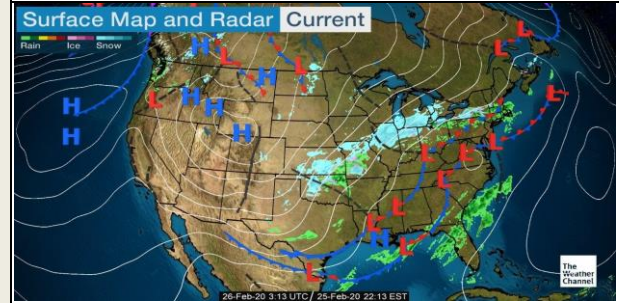 Surface Map and Radar Current
Rain Ice Snow
H
L
L
H
L
L
L
H
H
L
H
H
L
H
H
L
L
L
L
L
L
L
H
L
L
The
Weather
Channel
26-Feb-20 3:13 UTC / 25-Feb-20 22:13 EST